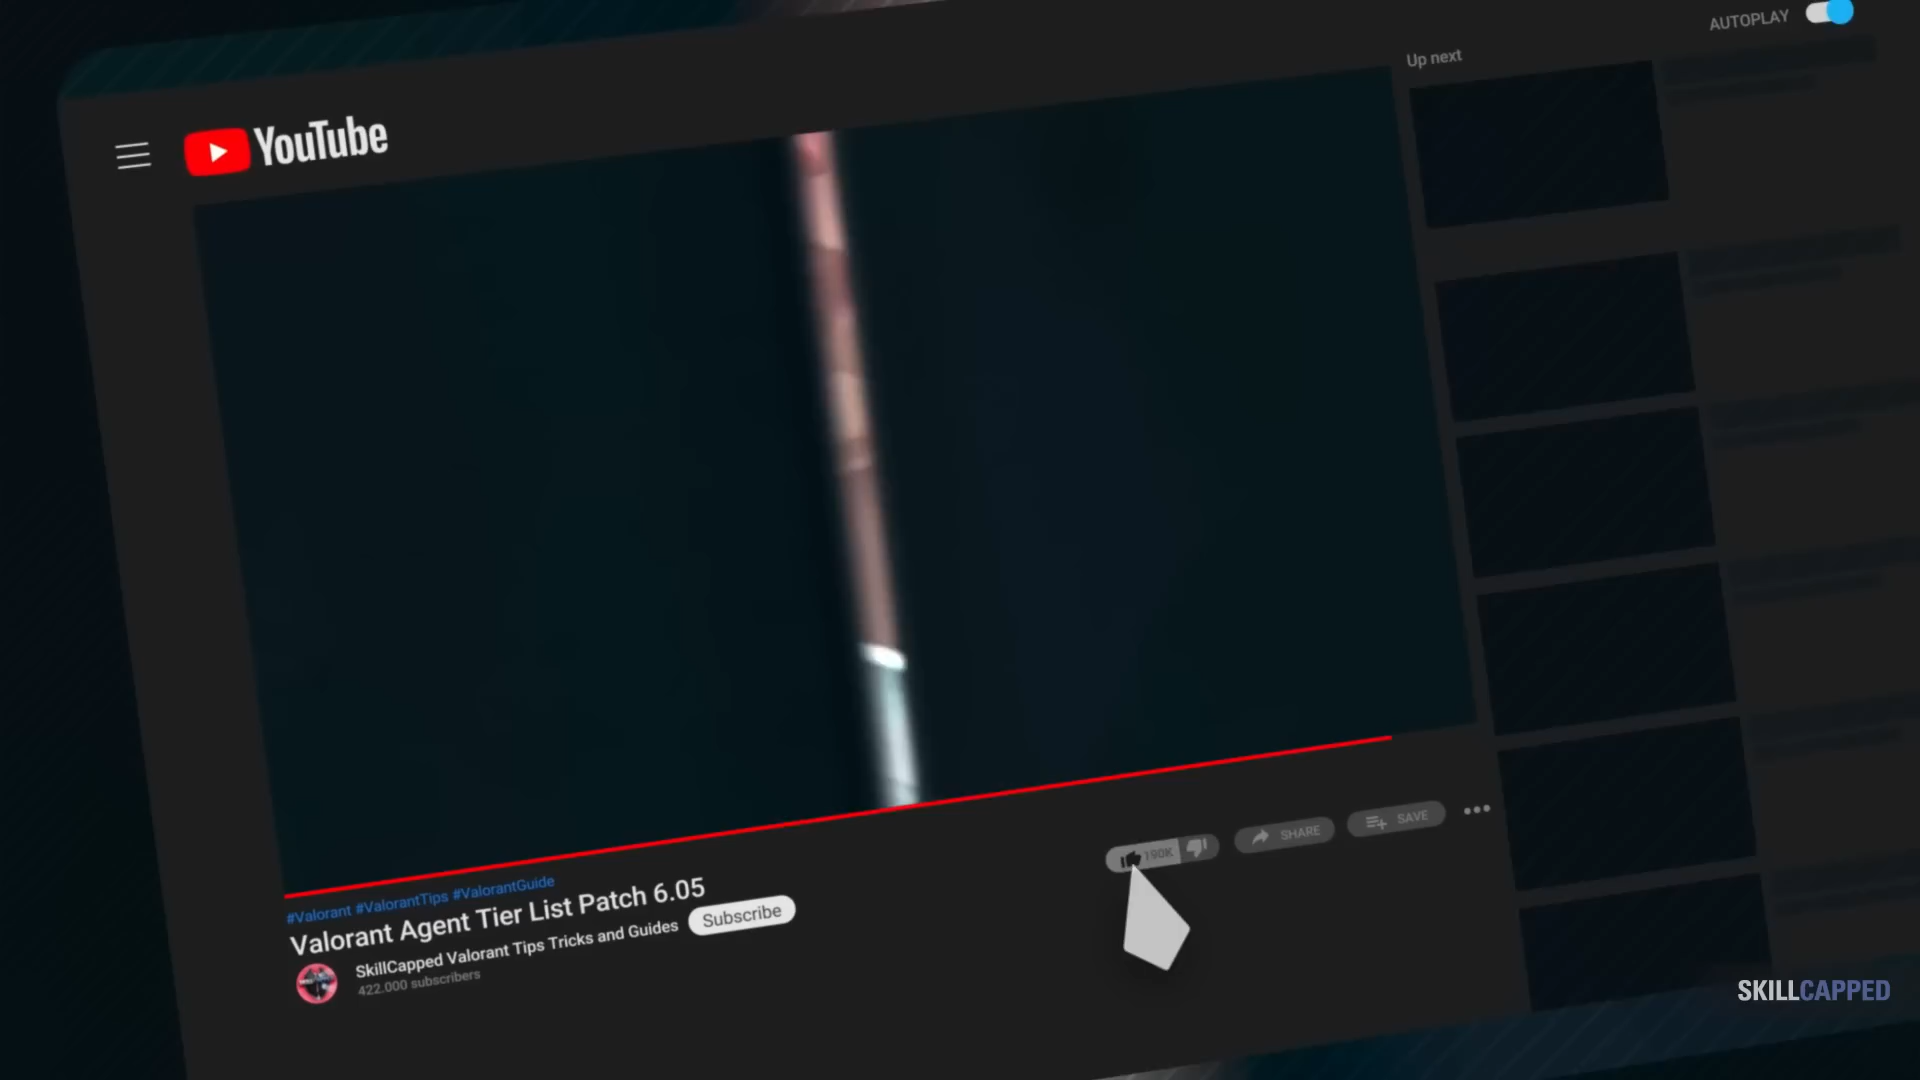 AUTOPLAY
Up next
YouTube
190K
SHARE
SAVE
#Valorant #ValorantTips #ValorantGuide
Valorant Agent Tier List Patch 6.05
SkillCapped Valorant Tips Tricks and Guides
Subscribe
422.000 subscribers
SKILLCAPPED